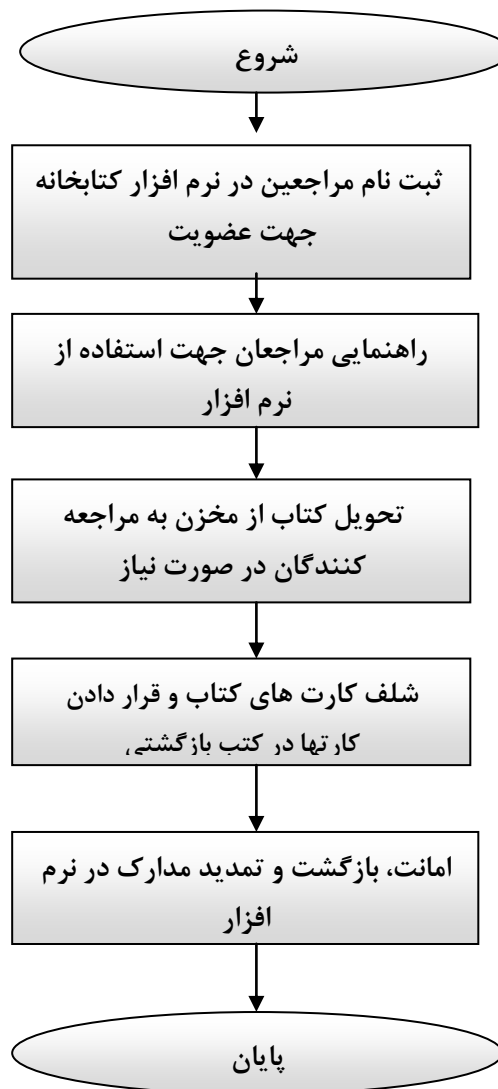 شروع
ثبت نام مراجعین در نرم افزار کتابخانه
جهت عضویت
راهنمایی مراجعان جهت استفاده از
نرم افزار
تحویل کتاب از مخزن به مراجعه
کنندگان در صورت نیاز
شلف کارت های کتاب و قرار دادن
کارتها در کتب بازگشتی
امانت، بازگشت و تمدید مدارک در نرم
افزار
پایان